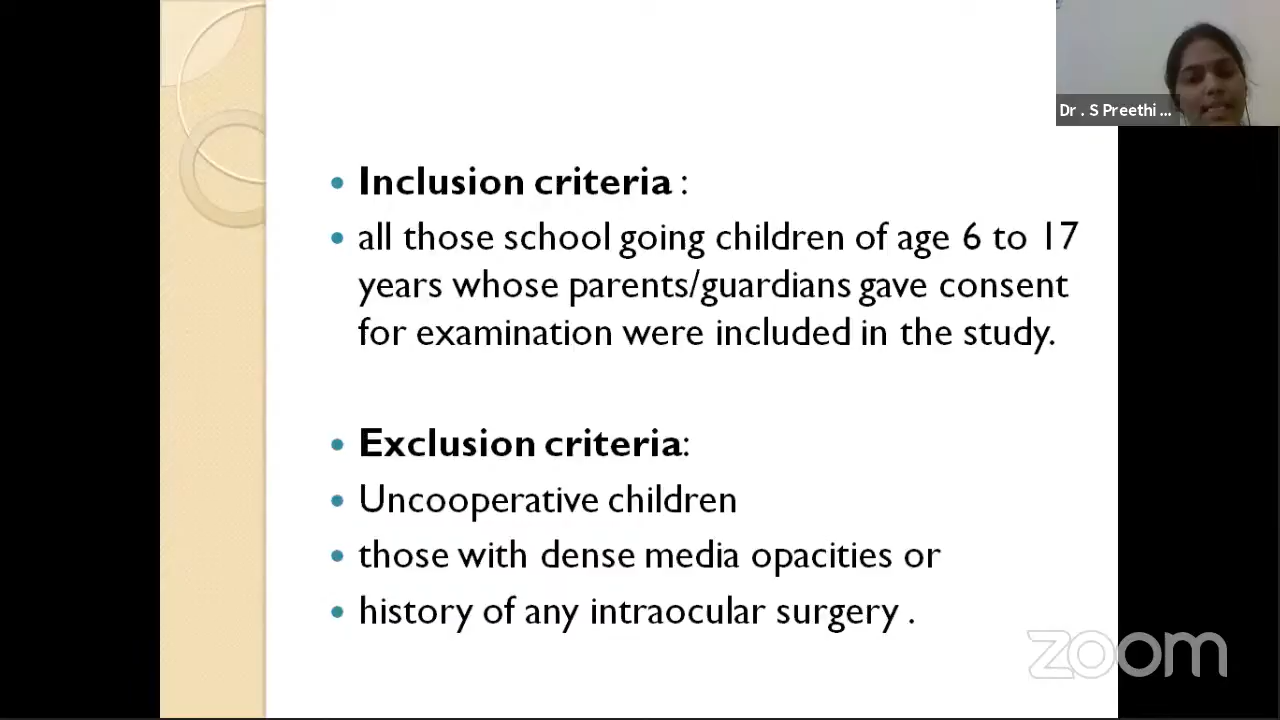 Dr . S Preethi ...
• Inclusion criteria :
• all those school going children of age 6 to 17
years whose parents/guardians gave consent
for examination were included in the study.
• Exclusion criteria:
• Uncooperative children
• those with dense media opacities or
• history of any intraocular surgery .
zoom